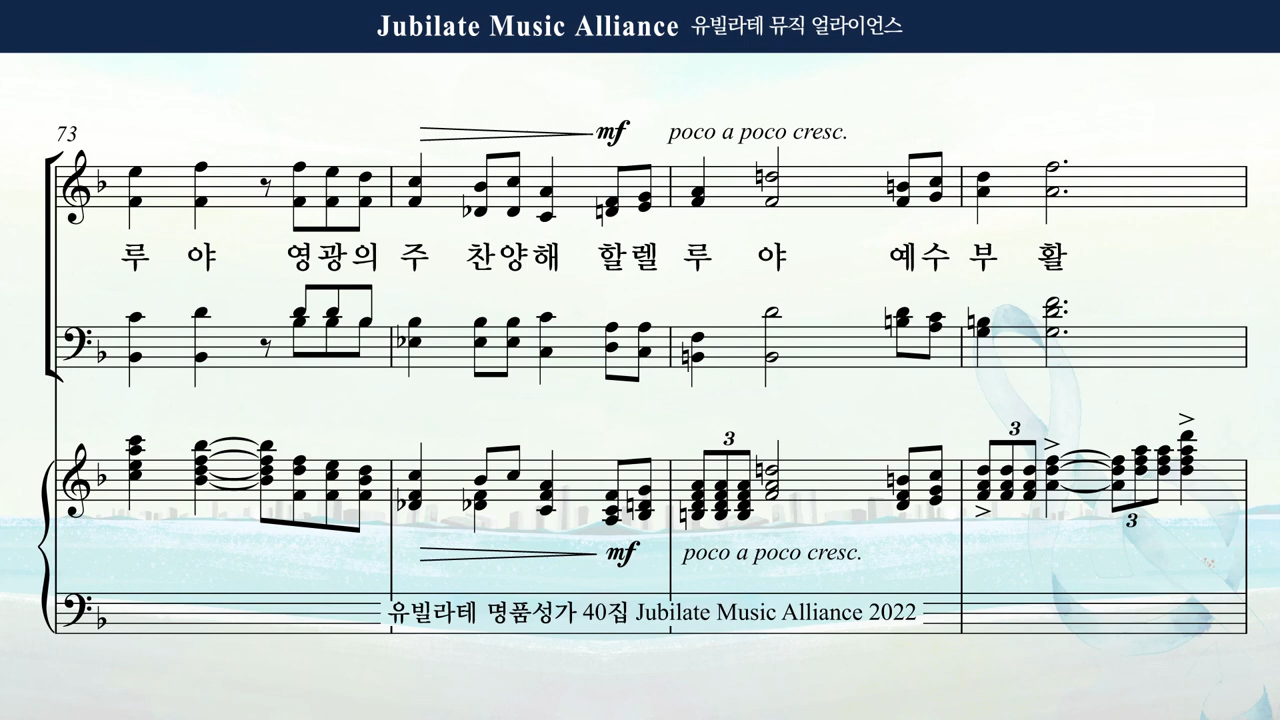 Jubilate Music Alliance 유빌라테 뮤직 얼라이언스
73
mf poco a poco cresc.
루 야 영광의 주 찬양해 할렐 루 야 예수 부 활
3 3
3
mf poco a poco cresc.
유빌라테 명품성가 40집 Jubilate Music Alliance 2022